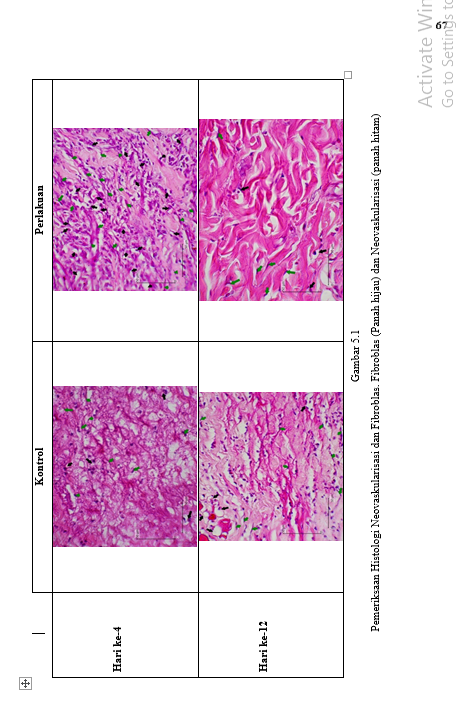 67
Activate Win
Go to Settings to
Kontrol
Perlakuan
Hari ke-4
Hari ke-12
Gambar 5.1
Pemeriksaan Histologi Neovaskularisasi dan Fibroblas. Fibroblas (Panah hijau) dan Neovaskularisasi (panah hitam)